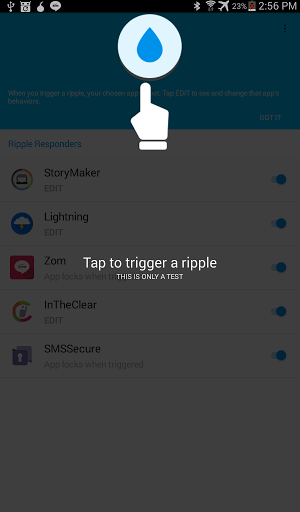 23% 2:56 PM
When you trigger a ripple, your chosen app
st. Tap EDIT to see and change that app's
behaviors.
GOT IT
Ripple Responders
StoryMaker
EDIT
Lightning
EDIT
Zom
App locks when triggered
Tap to trigger a ripple
THIS IS ONLY A TEST
InTheClear
EDIT
SMSSecure
App locks when triggered